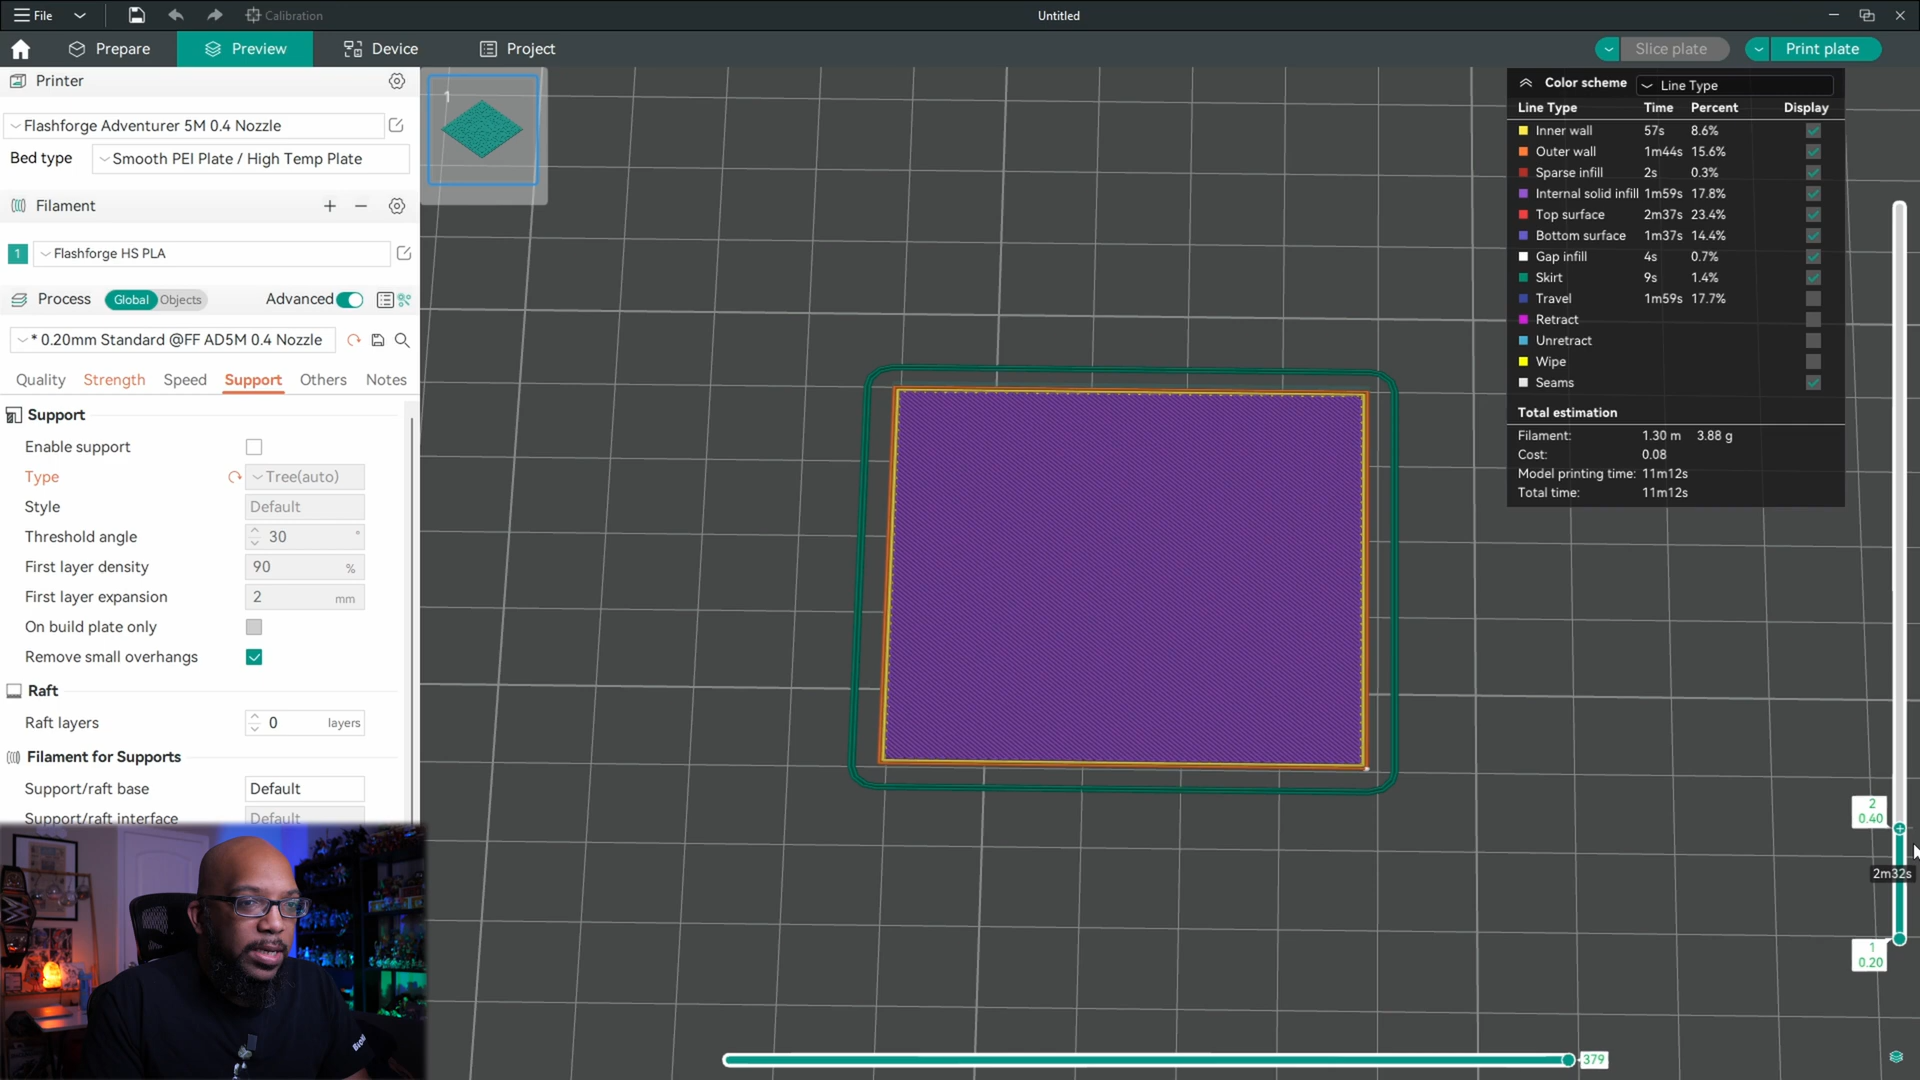 File
Calibration
Untitled
Prepare
Preview
Device
Project
Slice plate
Print plate
Printer
Flashforge Adventurer 5M 0.4 Nozzle
Bed type
Smooth PEI Plate / High Temp Plate
Filament
1
Flashforge HS PLA
Process
Global
Objects
Advanced
* 0.20mm Standard @FF AD5M 0.4 Nozzle
Quality
Strength
Speed
Support
Others
Notes
Support
Enable support
Type
Tree(auto)
Style
Default
Threshold angle
30 °
First layer density
90 %
First layer expansion
2 mm
On build plate only
Remove small overhangs
Raft
Raft layers
0 layers
Filament for Supports
Support/raft base
Default
Support/raft interface
Default
1
Color scheme
Line Type
Line Type Time Percent Display
Inner wall 57s 8.6%
Outer wall 1m44s 15.6%
Sparse infill 2s 0.3%
Internal solid infill 1m59s 17.8%
Top surface 2m37s 23.4%
Bottom surface 1m37s 14.4%
Gap infill 4s 0.7%
Skirt 9s 1.4%
Travel 1m59s 17.7%
Retract
Unretract
Wipe
Seams
Total estimation
Filament: 1.30 m 3.88 g
Cost: 0.08
Model printing time: 11m12s
Total time: 11m12s
2
0.40
2m32s
1
0.20
379